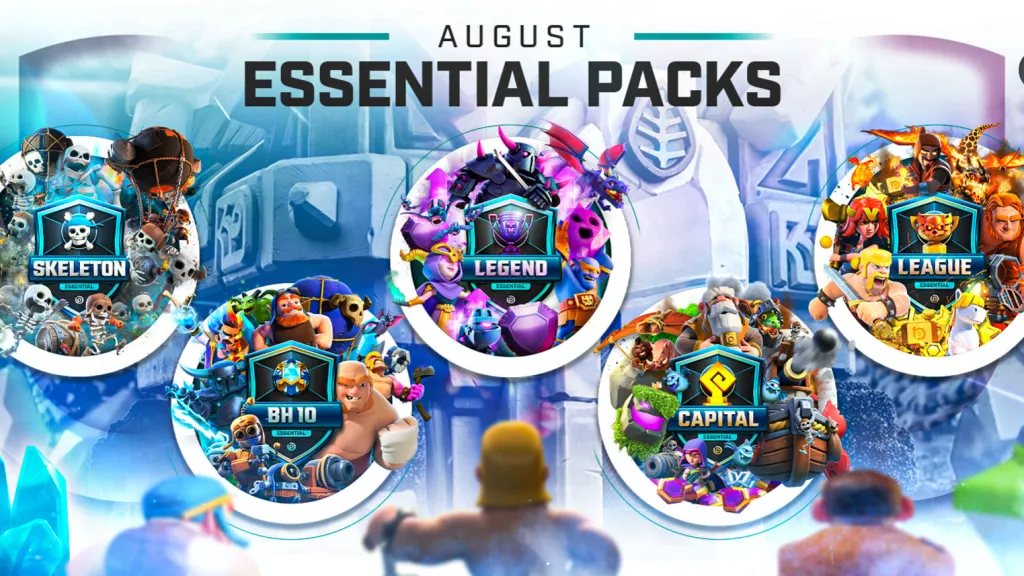 AUGUST
ESSENTIAL PACKS
SKELETON
ESSENTIAL
LEGEND
ESSENTIAL
LEAGUE
ESSENTIAL
BH 10
ESSENTIAL
CAPITAL
ESSENTIAL